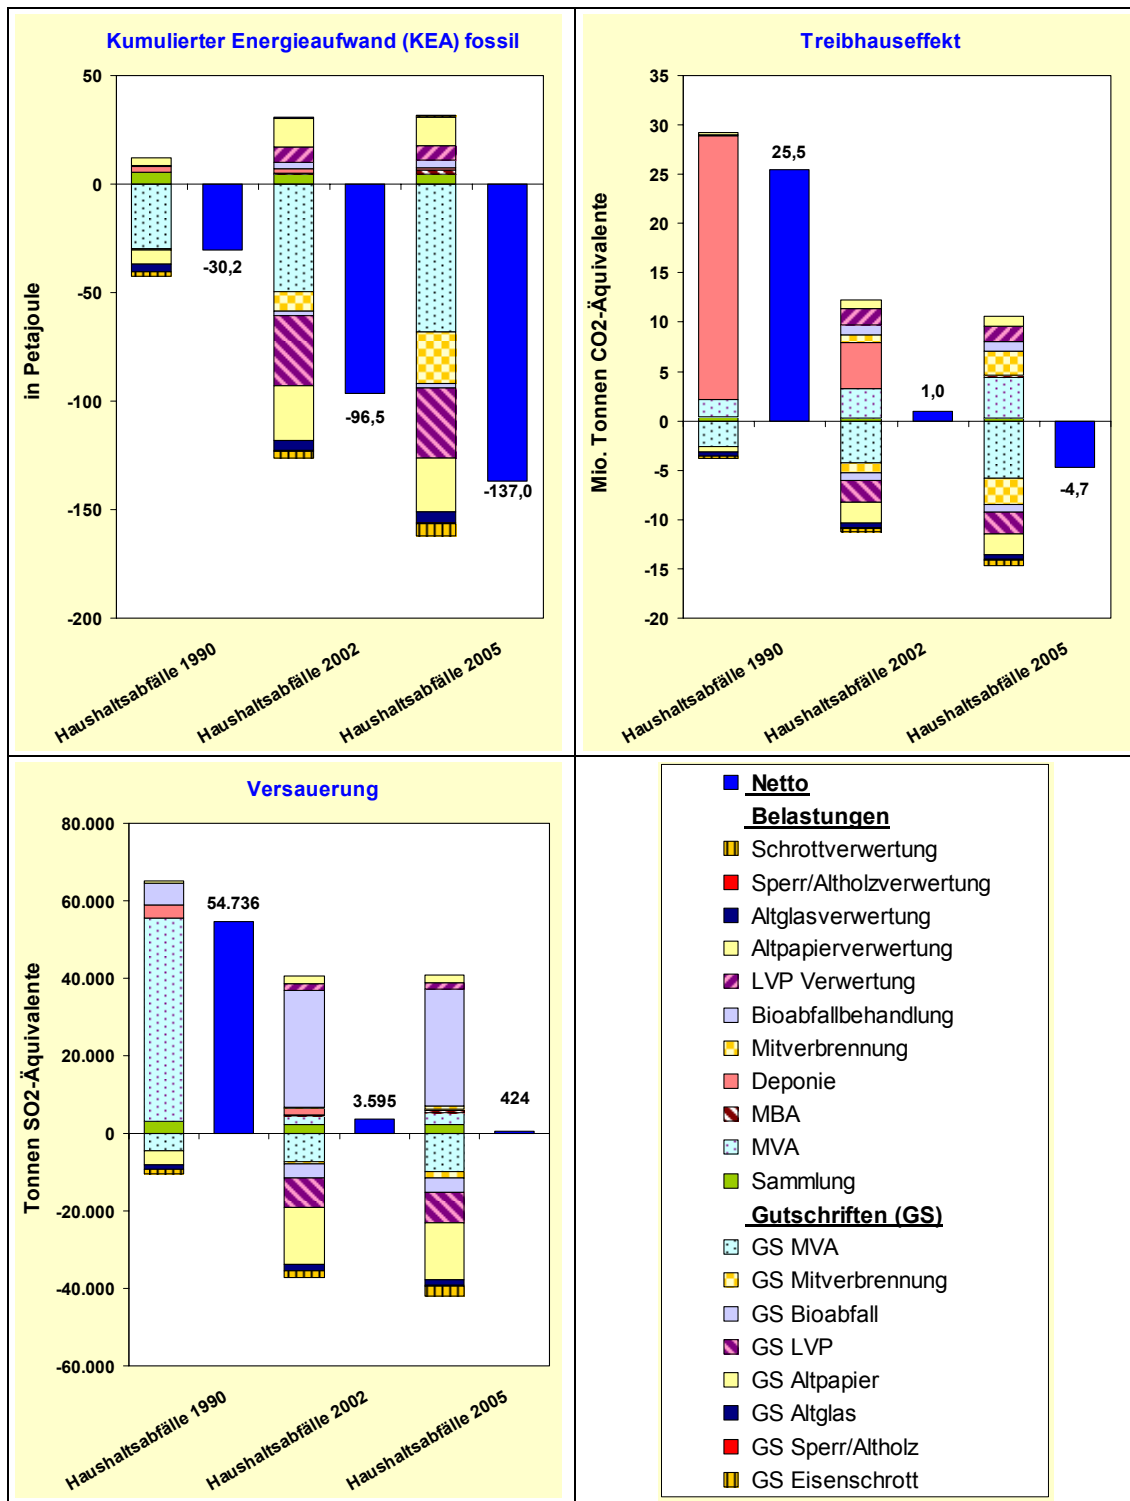 Kumulierter Energieaufwand (KEA) fossil
in Petajoule
50
0
-50
-100
-150
-200
-30,2
-96,5
-137,0
Haushaltsabfälle 1990
Haushaltsabfälle 2002
Haushaltsabfälle 2005
Treibhauseffekt
Mio. Tonnen CO2-Äquivalente
35
30
25
20
15
10
5
0
-5
-10
-15
-20
25,5
1,0
-4,7
Haushaltsabfälle 1990
Haushaltsabfälle 2002
Haushaltsabfälle 2005
Versauerung
Tonnen SO2-Äquivalente
80.000
60.000
40.000
20.000
0
-20.000
-40.000
-60.000
54.736
3.595
424
Haushaltsabfälle 1990
Haushaltsabfälle 2002
Haushaltsabfälle 2005
Netto
Belastungen
Schrottverwertung
Sperr/Altholzverwertung
Altglasverwertung
Altpapierverwertung
LVP Verwertung
Bioabfallbehandlung
Mitverbrennung
Deponie
MBA
MVA
Sammlung
Gutschriften (GS)
GS MVA
GS Mitverbrennung
GS Bioabfall
GS LVP
GS Altpapier
GS Altglas
GS Sperr/Altholz
GS Eisenschrott